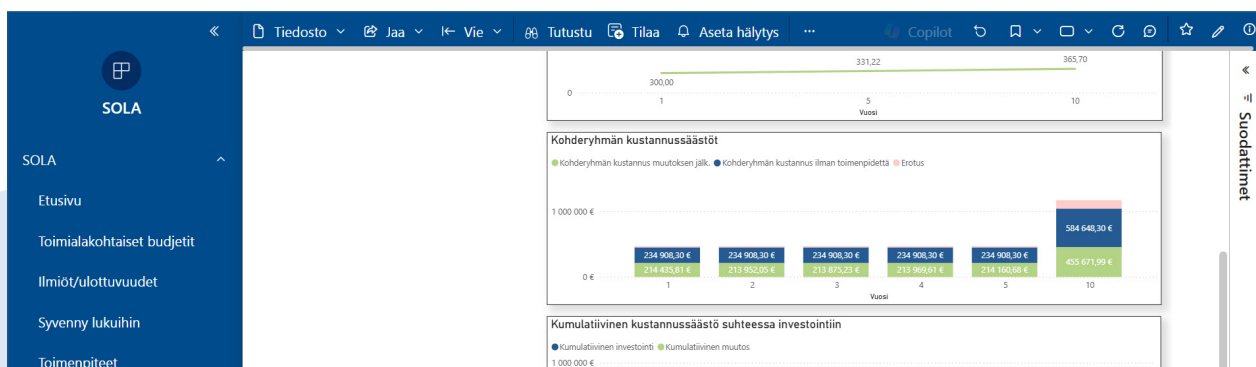 Tiedosto Jaa Vie Tutustu Tilaa Aseta hälytys ... Copilot
SOLA
SOLA
Etusivu
Toimialakohtaiset budjetit
Ilmiöt/ulottuvuudet
Syvenny lukuihin
Toimenpiteet
300,00 331,22 365,70
0
1 5 10
Vuosi
Kohderyhmän kustannussäästöt
Kohderyhmän kustannus muutoksen jälk. Kohderyhmän kustannus ilman toimenpidettä Erotus
1 000 000 €
584 648,30 €
234 908,30 € 234 908,30 € 234 908,30 € 234 908,30 € 234 908,30 €
214 435,81 € 213 952,05 € 213 875,23 € 213 969,61 € 214 160,68 € 455 671,99 €
0 €
1 2 3 4 5 10
Vuosi
Kumulatiivinen kustannussäästö suhteessa investointiin
Kumulatiivinen investointi Kumulatiivinen muutos
1 000 000 €
Suodattimet